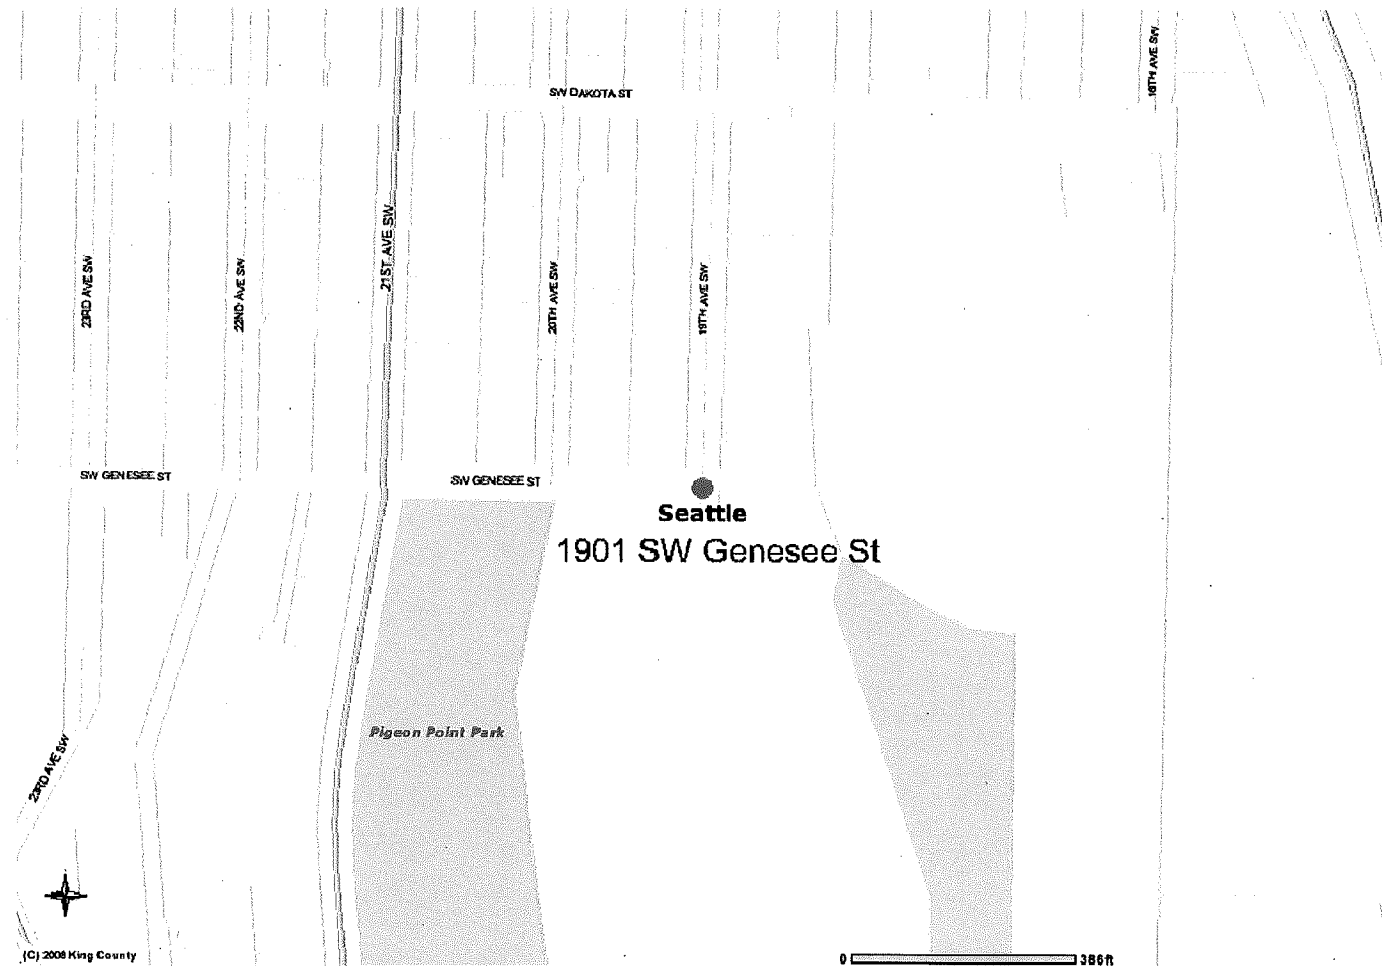 16TH AVE SW
SW DAKOTA ST
21ST AVE SW
23RD AVE SW
22ND AVE SW
20TH AVE SW
19TH AVE SW
SW GENESEE ST
SW GENESEE ST
Seattle
1901 SW Genesee St
Pigeon Point Park
23RD AVE SW
(C) 2008 King County
0 386ft